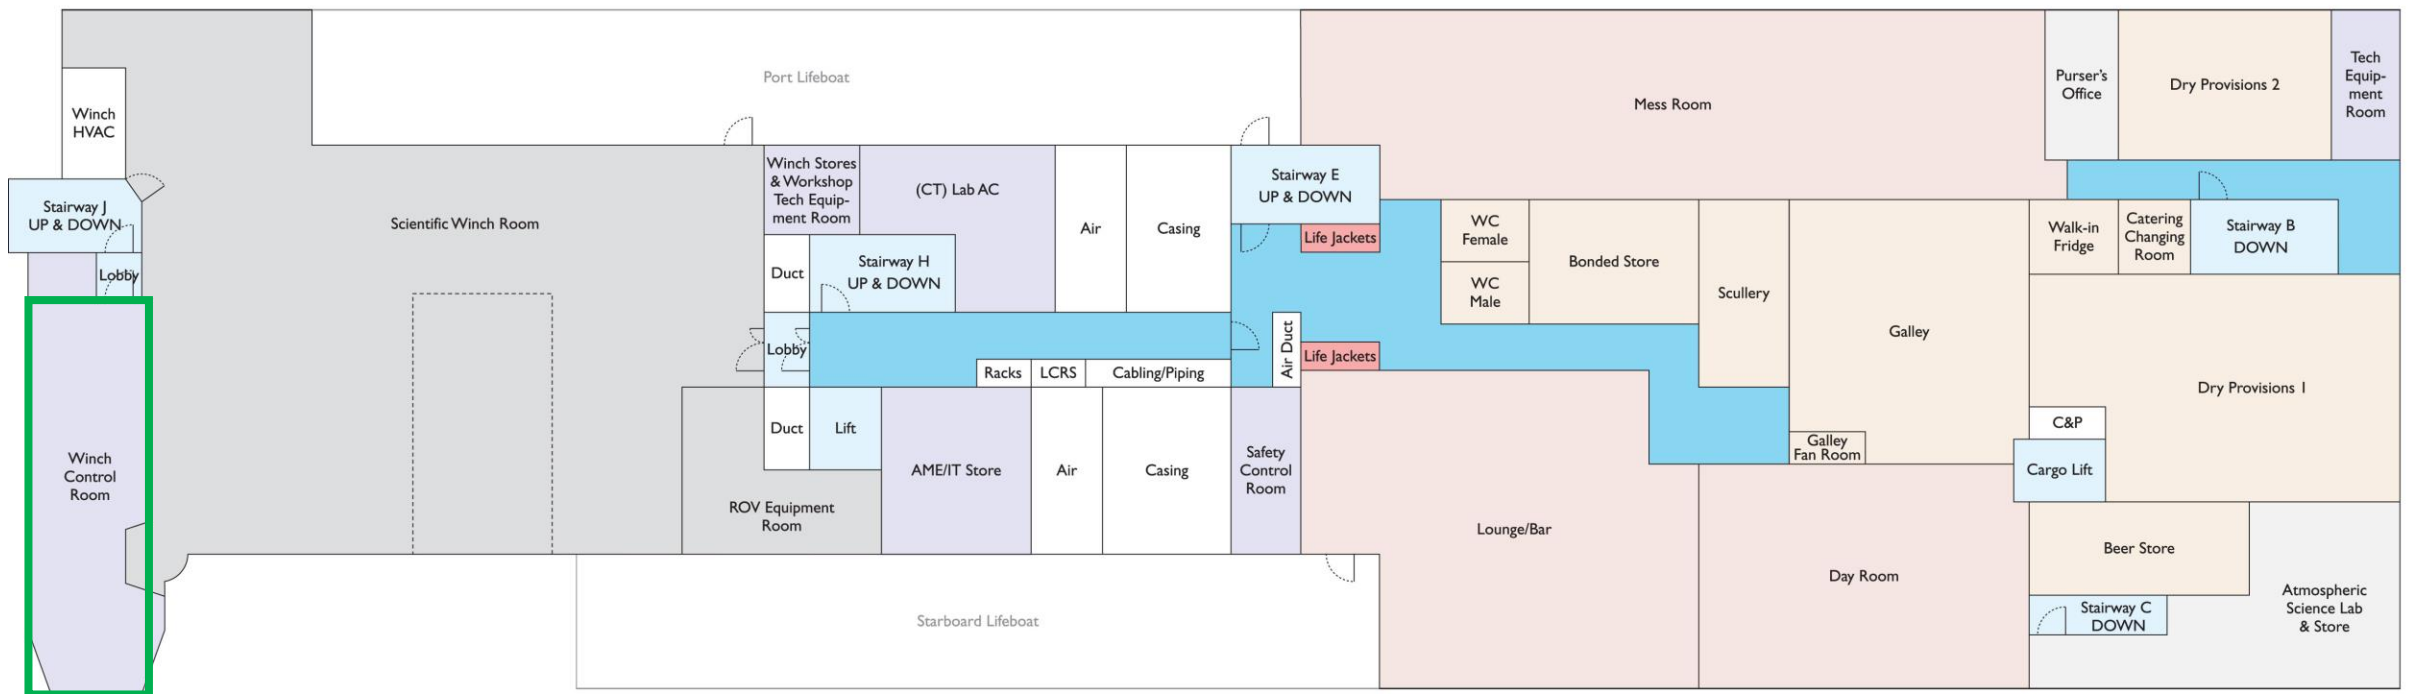 Port Lifeboat
Mess Room
Purser's
Office
Dry Provisions 2
Tech
Equip-
ment
Room
Winch
HVAC
Stairway J
UP & DOWN
Lobby
Scientific Winch Room
Winch Stores
& Workshop
Tech Equip-
ment Room
(CT) Lab AC
Air
Casing
Stairway E
UP & DOWN
Life Jackets
WC
Female
WC
Male
Bonded Store
Scullery
Galley
Walk-in
Fridge
Catering
Changing
Room
Stairway B
DOWN
Duct
Stairway H
UP & DOWN
Lobby
Racks
LCRS
Cabling/Piping
Air Duct
Life Jackets
Dry Provisions 1
C&P
Cargo Lift
Galley
Fan Room
Winch
Control
Room
Duct
Lift
AME/IT Store
Air
Casing
Safety
Control
Room
ROV Equipment
Room
Lounge/Bar
Day Room
Beer Store
Stairway C
DOWN
Atmospheric
Science Lab
& Store
Starboard Lifeboat